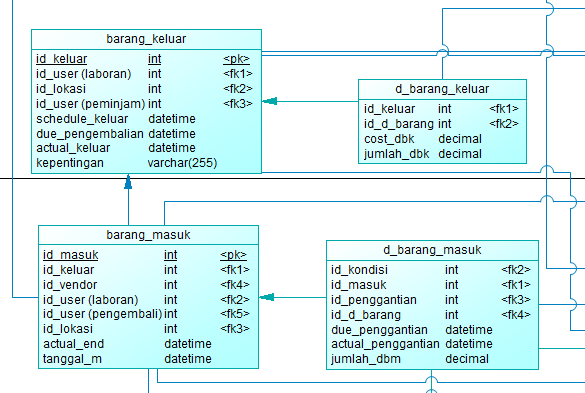 barang_keluar
id_keluar int <pk>
id_user (laboran) int <fk1>
id_lokasi int <fk2>
id_user (peminjam) int <fk3>
schedule_keluar datetime
due_pengembalian datetime
actual_keluar datetime
kepentingan varchar(255)
d_barang_keluar
id_keluar int <fk1>
id_d_barang int <fk2>
cost_dbk decimal
jumlah_dbk decimal
barang_masuk
id_masuk int <pk>
id_keluar int <fk1>
id_vendor int <fk4>
id_user (laboran) int <fk2>
id_user (pengembali) int <fk5>
id_lokasi int <fk3>
actual_end datetime
tanggal_m datetime
d_barang_masuk
id_kondisi int <fk2>
id_masuk int <fk1>
id_penggantian int <fk3>
id_d_barang int <fk4>
due_penggantian datetime
actual_penggantian datetime
jumlah_dbm decimal